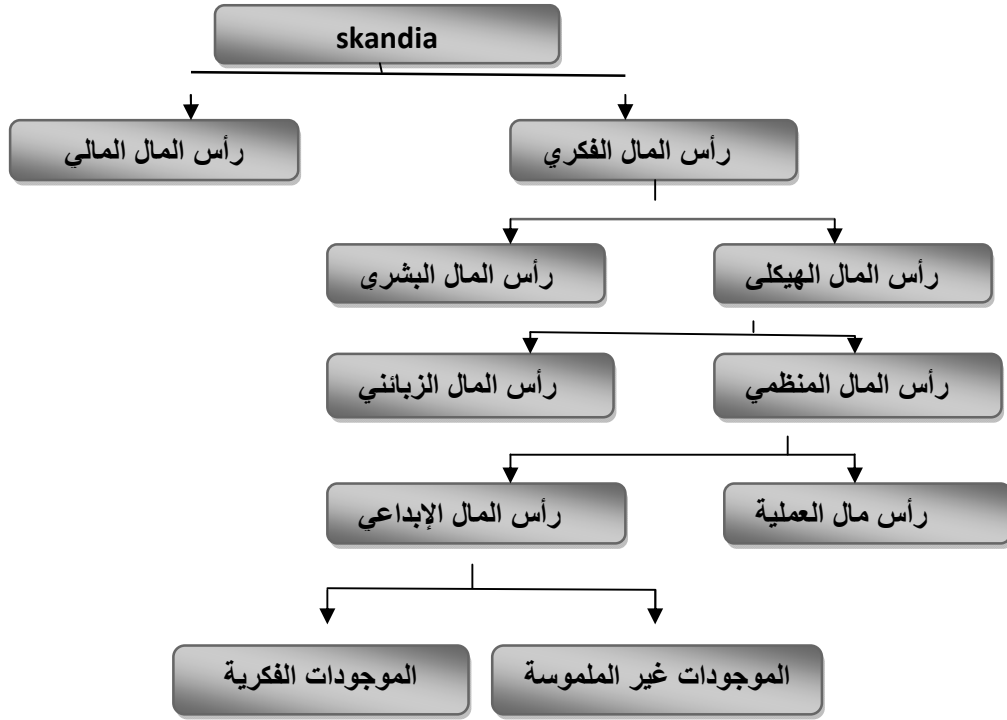 skandia
رأس المال الفكري
رأس المال المالي
رأس المال الهيكلى
رأس المال البشري
رأس المال المنظمي
رأس المال الزبائني
رأس مال العملية
رأس المال الإبداعي
الموجودات غير الملموسة
الموجودات الفكرية